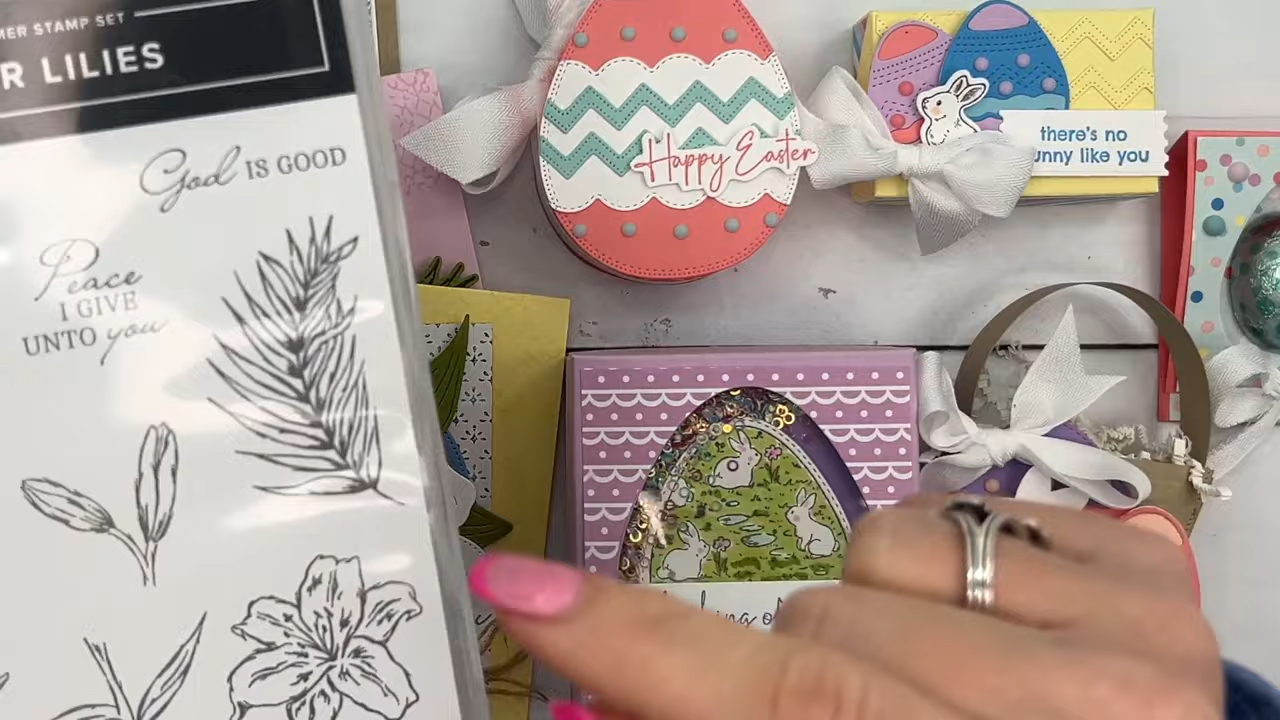 MER STAMP SET
R LILIES
God IS GOOD
Peace
I GIVE
UNTO you
Happy Easter
there's no
unny like you